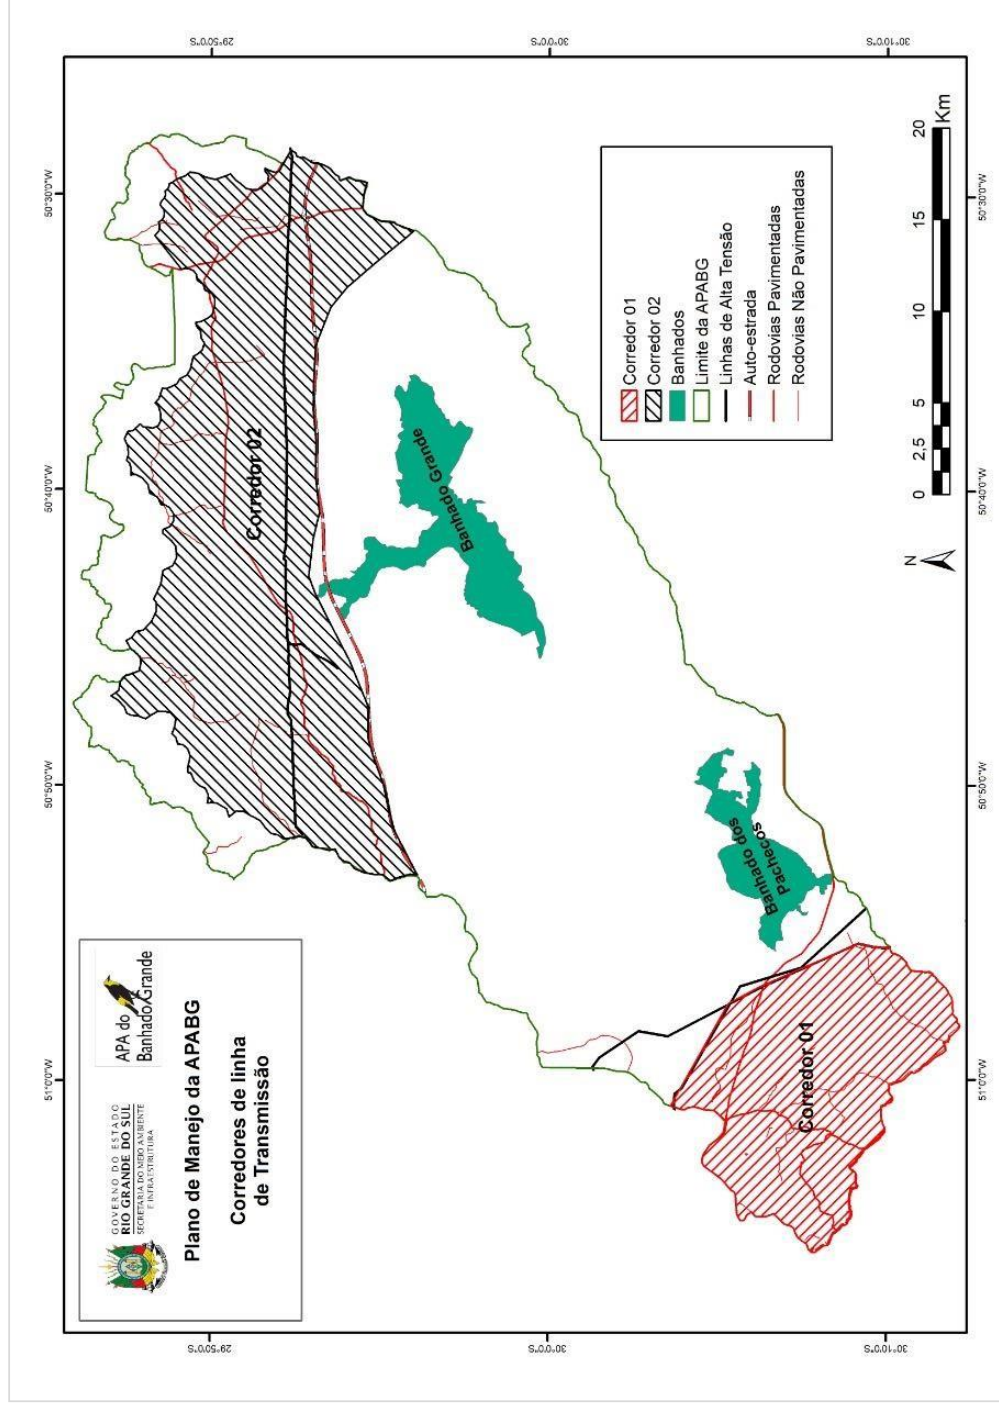 GOVERNO DO ESTADO
RIO GRANDE DO SUL
SECRETARIA DO MEIO AMBIENTE
E INFRAESTRUTURA
APA do
Banhado Grande
Plano de Manejo da APABG
Corredores de linha
de Transmissão
51°0'0"W
50°50'0"W
50°40'0"W
50°30'0"W
29°50'0"S
29°50'0"S
30°0'0"S
30°0'0"S
30°10'0"S
30°10'0"S
Corredor 02
Banhado Grande
Banhado dos
Pachecos
Corredor 01
Corredor 01
Corredor 02
Banhados
Limite da APABG
Linhas de Alta Tensão
Auto-estrada
Rodovias Pavimentadas
Rodovias Não Pavimentadas
N
0 2,5 5 10 15 20
Km
51°0'0"W
50°50'0"W
50°40'0"W
50°30'0"W